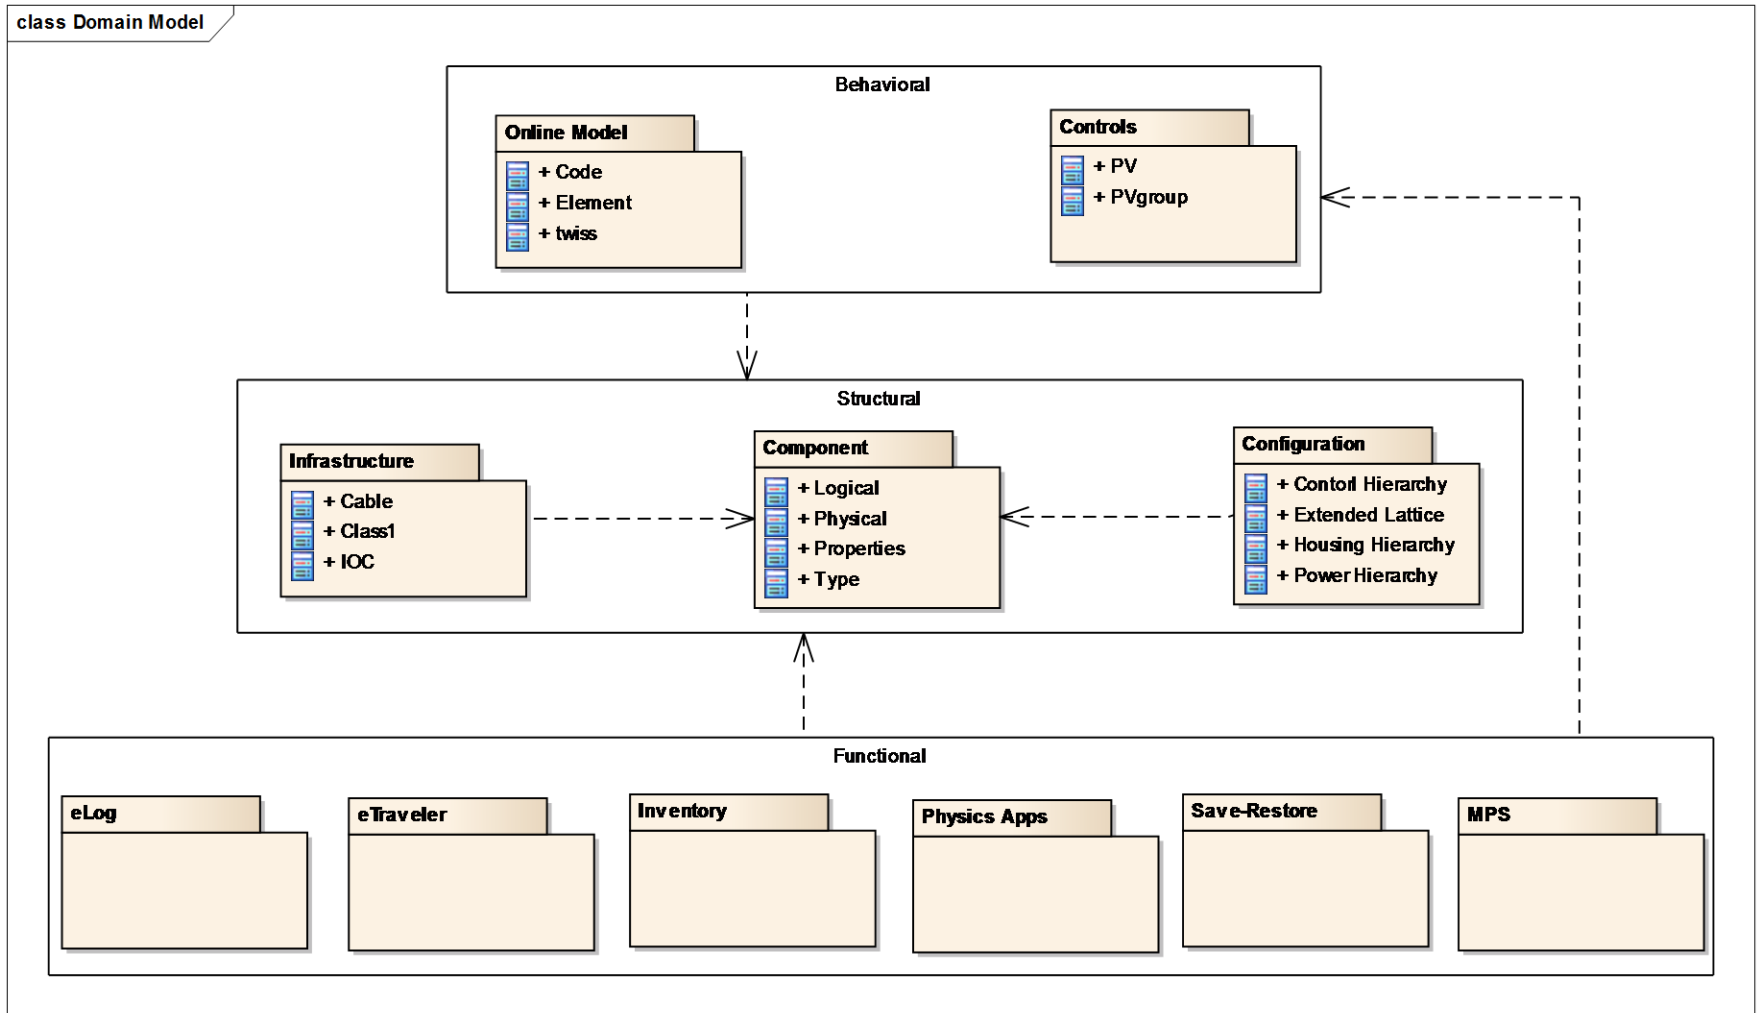 class Domain Model
Behavioral
Online Model
+ Code
+ Element
+ twiss
Controls
+ PV
+ PVgroup
Structural
Infrastructure
+ Cable
+ Class1
+ IOC
Component
+ Logical
+ Physical
+ Properties
+ Type
Configuration
+ Contorl Hierarchy
+ Extended Lattice
+ Housing Hierarchy
+ Power Hierarchy
Functional
eLog
eTraveler
Inventory
Physics Apps
Save-Restore
MPS